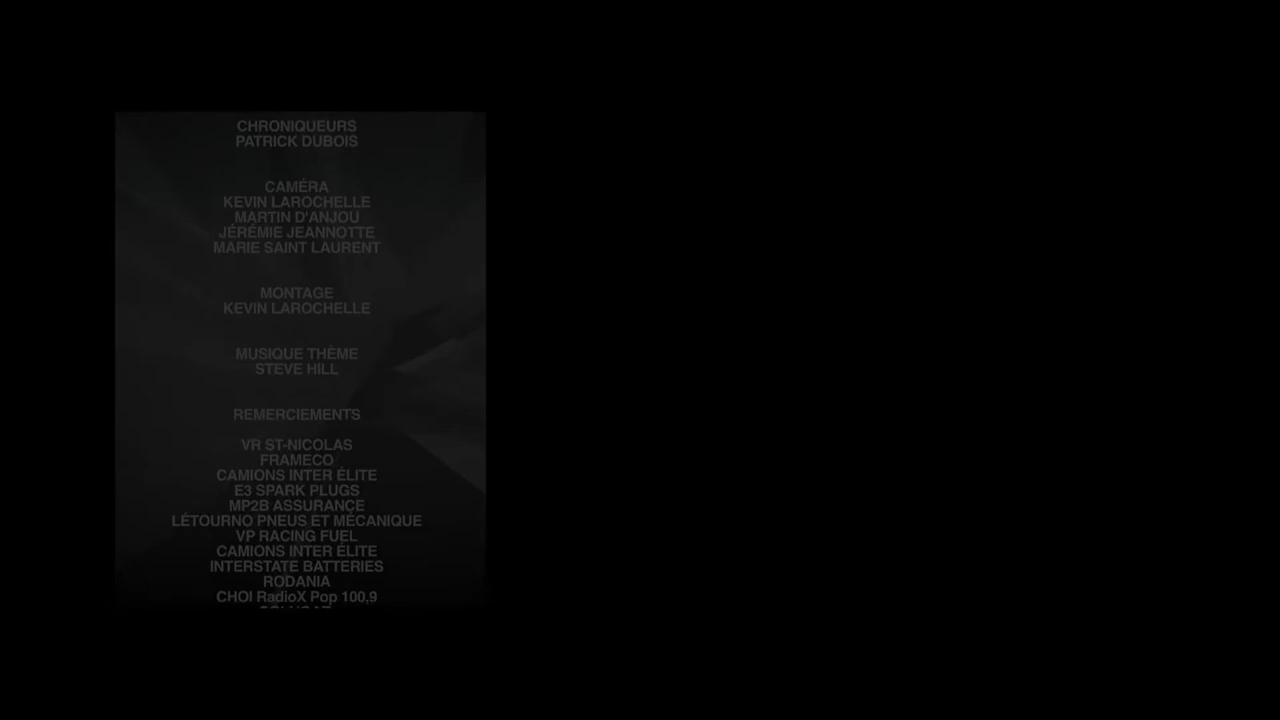 CHRONIQUEURS
PATRICK DUBOIS
CAMÉRA
KEVIN LAROCHELLE
MARTIN D'ANJOU
JÉRÉMIE JEANNOTTE
MARIE SAINT LAURENT
MONTAGE
KEVIN LAROCHELLE
MUSIQUE THÈME
STEVE HILL
REMERCIEMENTS
VR ST-NICOLAS
FRAMECO
CAMIONS INTER ÉLITE
E3 SPARK PLUGS
MP2B ASSURANCE
LÉTOURNO PNEUS ET MÉCANIQUE
VP RACING FUEL
CAMIONS INTER ÉLITE
INTERSTATE BATTERIES
RODANIA
CHOI RadioX Pop 100,9